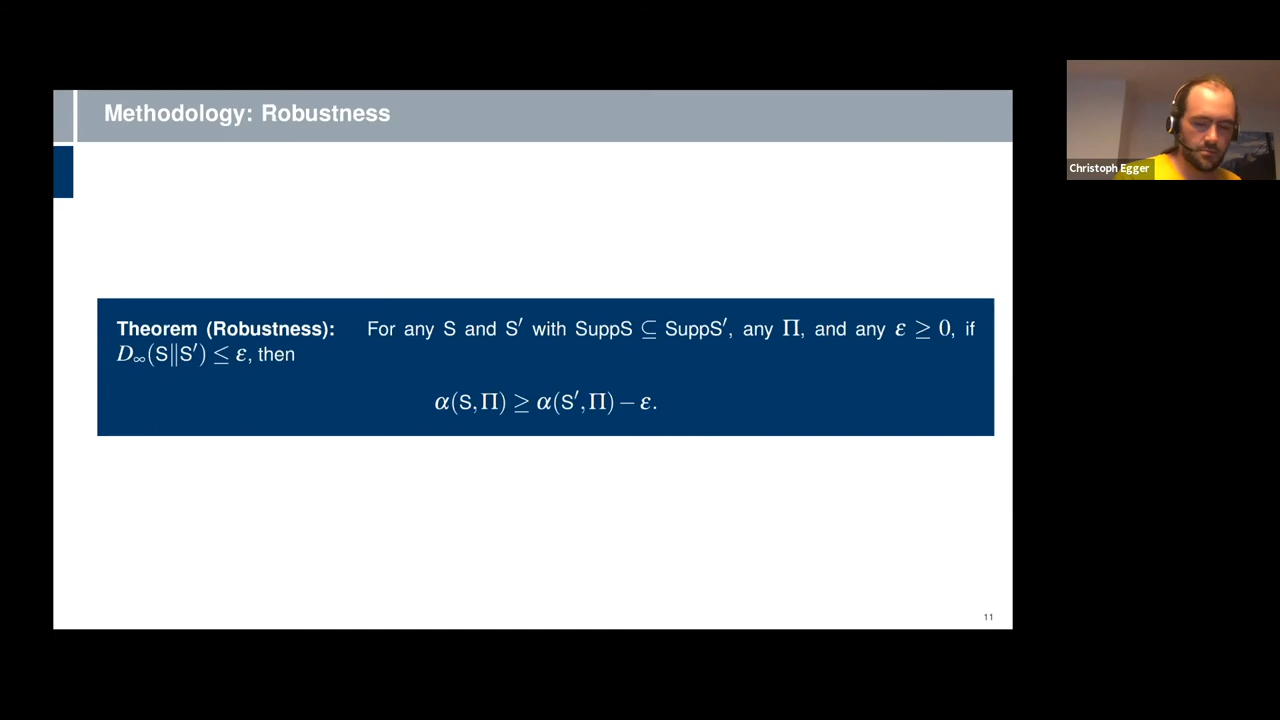 Methodology: Robustness
Christoph Egger
Theorem (Robustness): For any S and S′ with SuppS ⊆ SuppS′, any Π, and any ε ≥ 0, if
D∞(S∥S′) ≤ ε, then
α(S,Π) ≥ α(S′,Π) − ε.
11